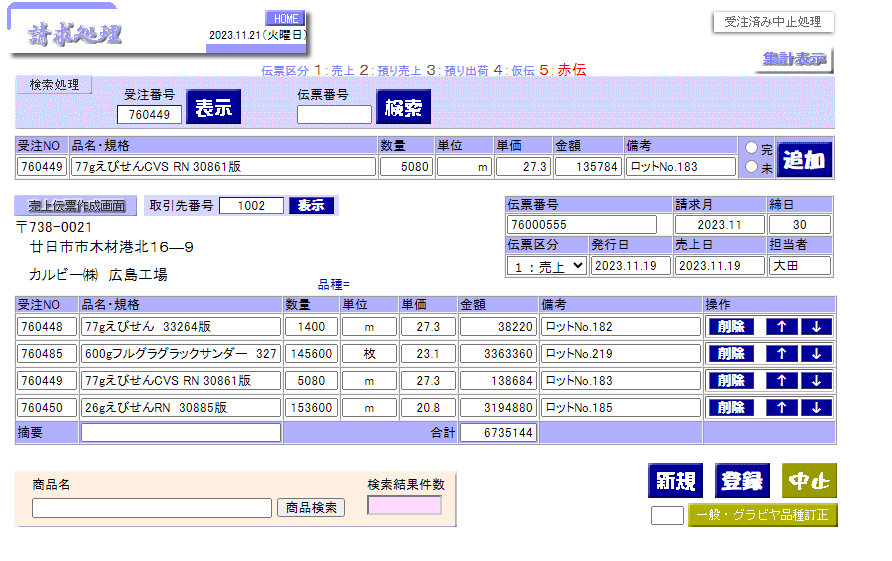 HOME
請求処理
2023.11.21(火曜日)
受注済み中止処理
伝票区分 1:売上 2:預り売上 3:預り出荷 4:仮伝 5:赤伝
集計表示
検索処理
受注番号 760449 表示 伝票番号 検索
受注NO 品名・規格 数量 単位 単価 金額 備考 完 未 追加
760449 77gえびせんCVS RN 30861版 5080 m 27.3 135784 ロットNo.183
売上伝票作成画面 取引先番号 1002 表示
〒738-0021
廿日市市木材港北16―9
カルビー㈱ 広島工場
品種=
伝票番号 請求月 締日
76000555 2023.11 30
伝票区分 発行日 売上日 担当者
1:売上 2023.11.19 2023.11.19 大田
受注NO 品名・規格 数量 単位 単価 金額 備考 操作
760448 77gえびせん 33264版 1400 m 27.3 38220 ロットNo.182 削除 ↑ ↓
760485 600gフルグラグラックサンダー 327 145600 枚 23.1 3363360 ロットNo.219 削除 ↑ ↓
760449 77gえびせんCVS RN 30861版 5080 m 27.3 138684 ロットNo.183 削除 ↑ ↓
760450 26gえびせんRN 30885版 153600 m 20.8 3194880 ロットNo.185 削除 ↑ ↓
摘要 合計 6735144
商品名 検索結果件数
商品検索
新規 登録 中止
一般・グラビヤ品種訂正